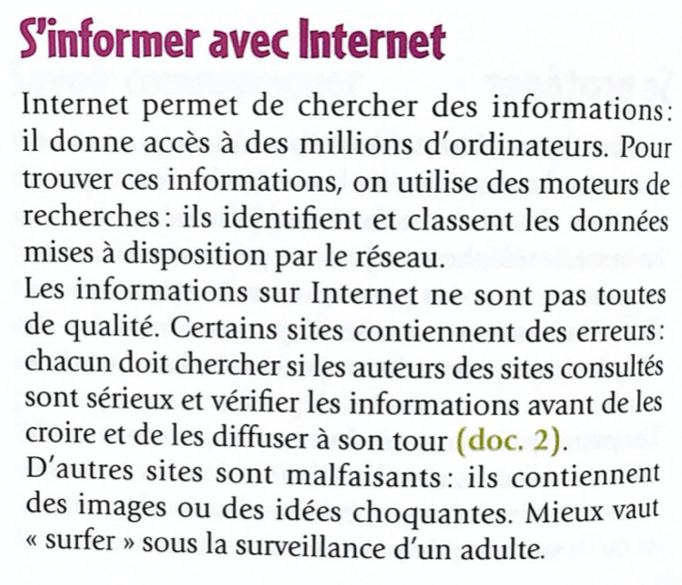 S'informer avec Internet
Internet permet de chercher des informations :
il donne accès à des millions d'ordinateurs. Pour
trouver ces informations, on utilise des moteurs de
recherches : ils identifient et classent les données
mises à disposition par le réseau.
Les informations sur Internet ne sont pas toutes
de qualité. Certains sites contiennent des erreurs :
chacun doit chercher si les auteurs des sites consultés
sont sérieux et vérifier les informations avant de les
croire et de les diffuser à son tour (doc. 2).
D'autres sites sont malfaisants : ils contiennent
des images ou des idées choquantes. Mieux vaut
« surfer » sous la surveillance d'un adulte.